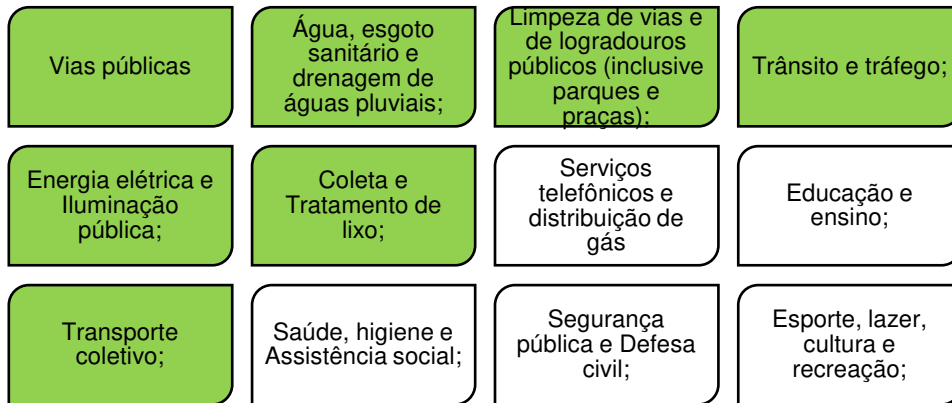 Vias públicas
Água, esgoto
sanitário e
drenagem de
águas pluviais;
Limpeza de vias e
de logradouros
públicos (inclusive
parques e
praças);
Trânsito e tráfego;
Energia elétrica e
Iluminação
pública;
Coleta e
Tratamento de
lixo;
Serviços
telefônicos e
distribuição de
gás
Educação e
ensino;
Transporte
coletivo;
Saúde, higiene e
Assistência social;
Segurança
pública e Defesa
civil;
Esporte, lazer,
cultura e
recreação;